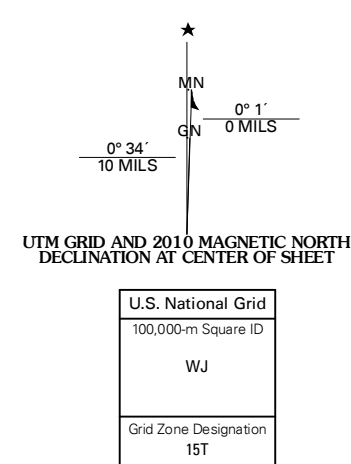 ★
MN
0° 1´
0 MILS
GN
0° 34´
10 MILS
UTM GRID AND 2010 MAGNETIC NORTH
DECLINATION AT CENTER OF SHEET
U.S. National Grid
100,000-m Square ID
WJ
Grid Zone Designation
15T